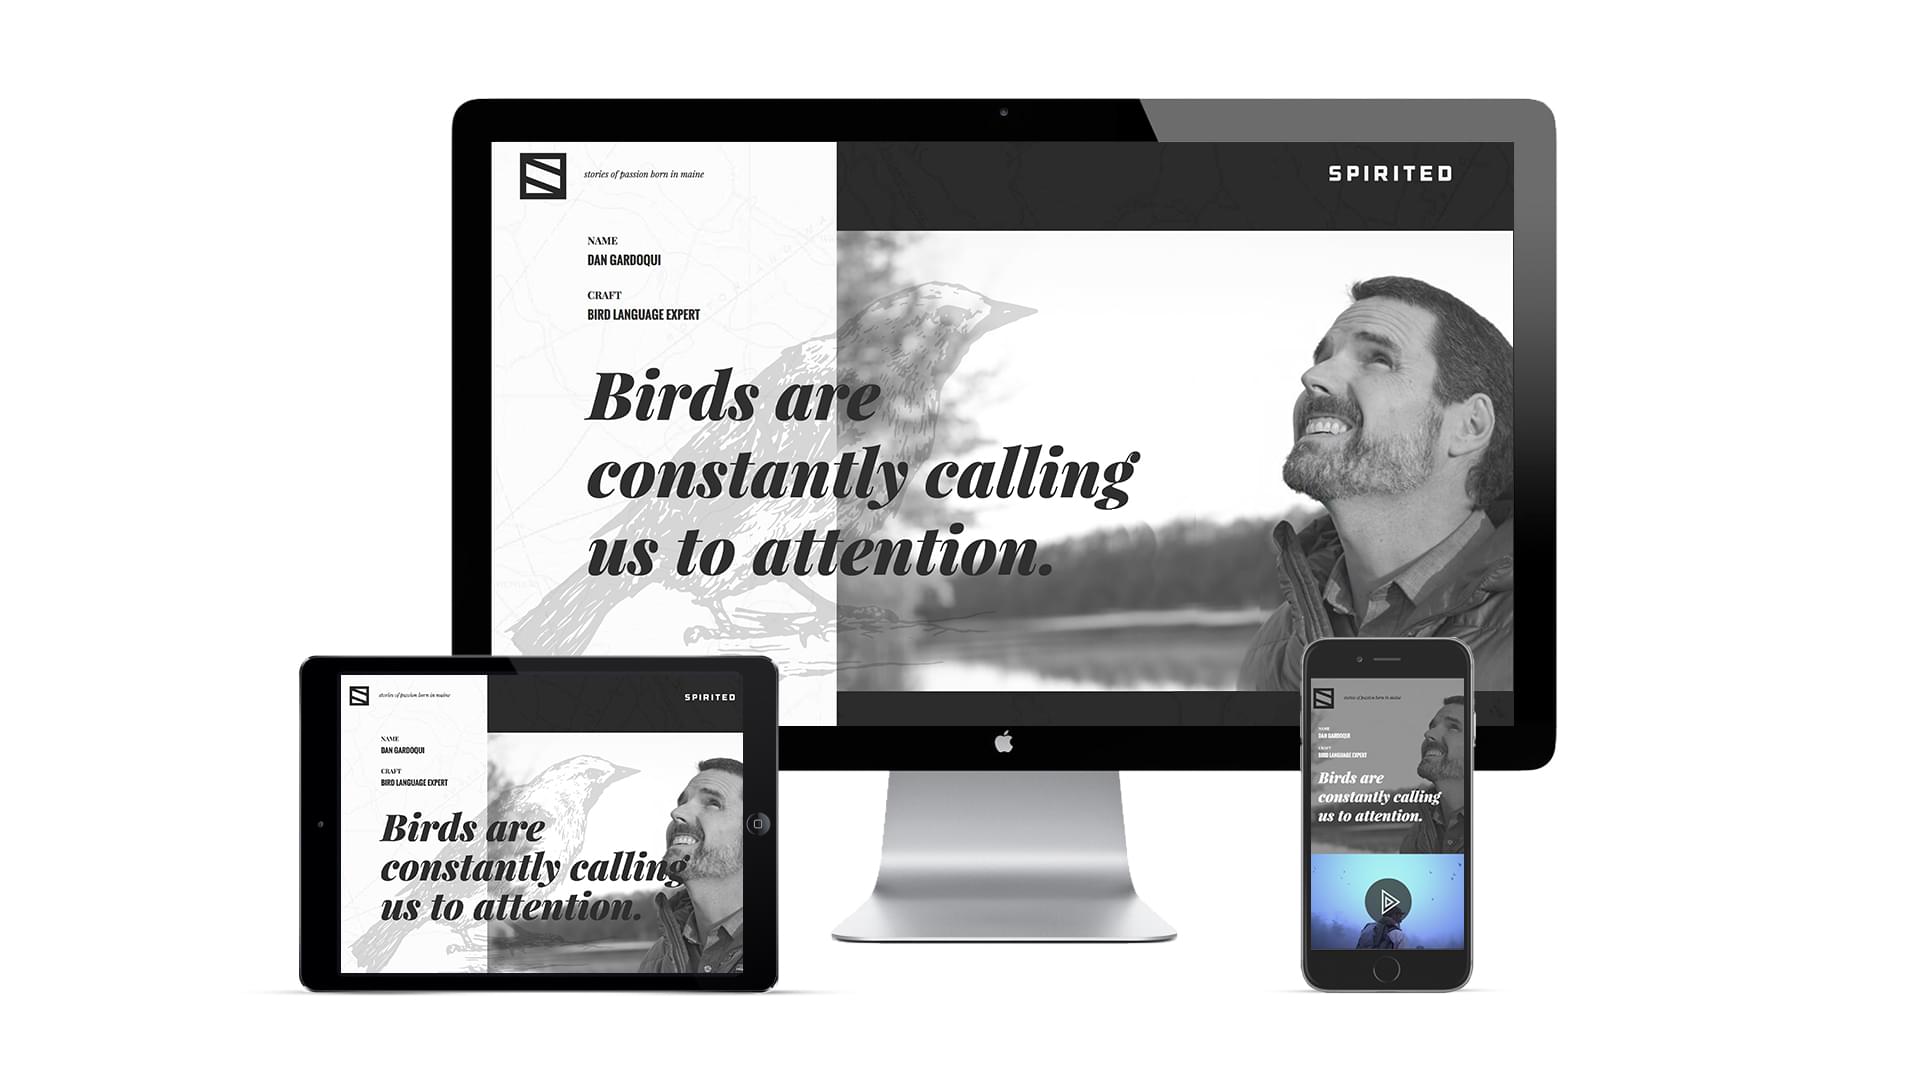 stories of passion born in maine
SPIRITED
NAME
DAN GARDOQUI
CRAFT
BIRD LANGUAGE EXPERT
Birds are
constantly calling
us to attention.
stories of passion born in maine
SPIRITED
NAME
DAN GARDOQUI
CRAFT
BIRD LANGUAGE EXPERT
Birds are
constantly calling
us to attention.
stories of passion born in maine
NAME
DAN GARDOQUI
CRAFT
BIRD LANGUAGE EXPERT
Birds are
constantly calling
us to attention.